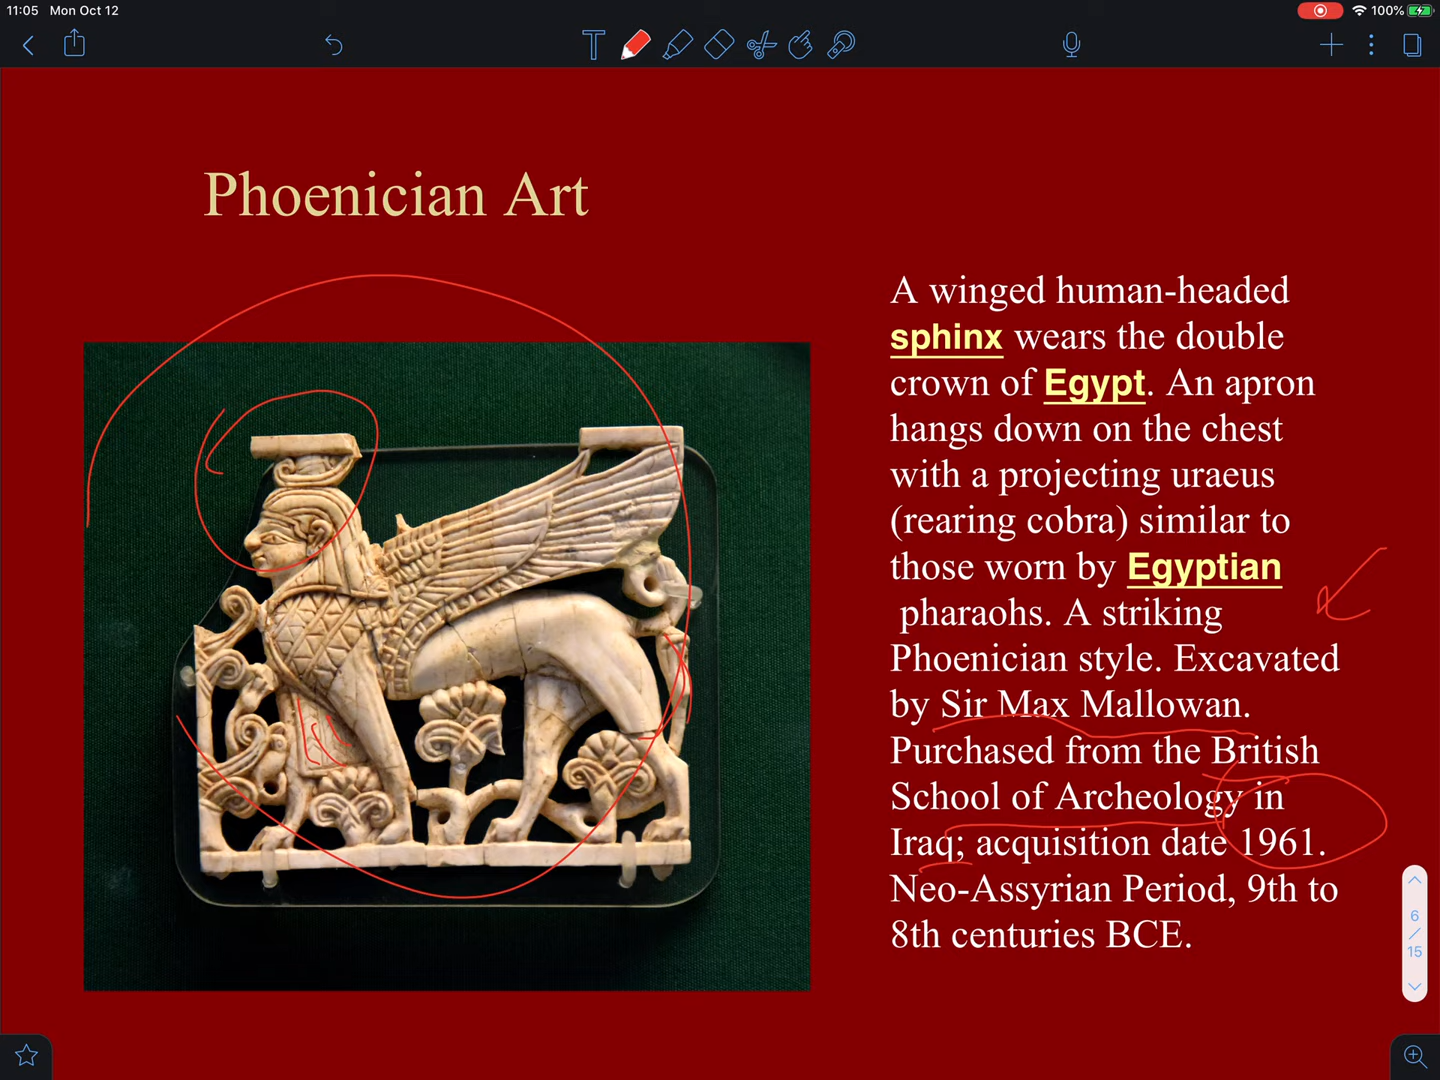 11:05 Mon Oct 12
100%
T
Phoenician Art
A winged human-headed
sphinx wears the double
crown of Egypt. An apron
hangs down on the chest
with a projecting uraeus
(rearing cobra) similar to
those worn by Egyptian
pharaohs. A striking
Phoenician style. Excavated
by Sir Max Mallowan.
Purchased from the British
School of Archeology in
Iraq; acquisition date 1961.
Neo-Assyrian Period, 9th to
8th centuries BCE.
6
/
15